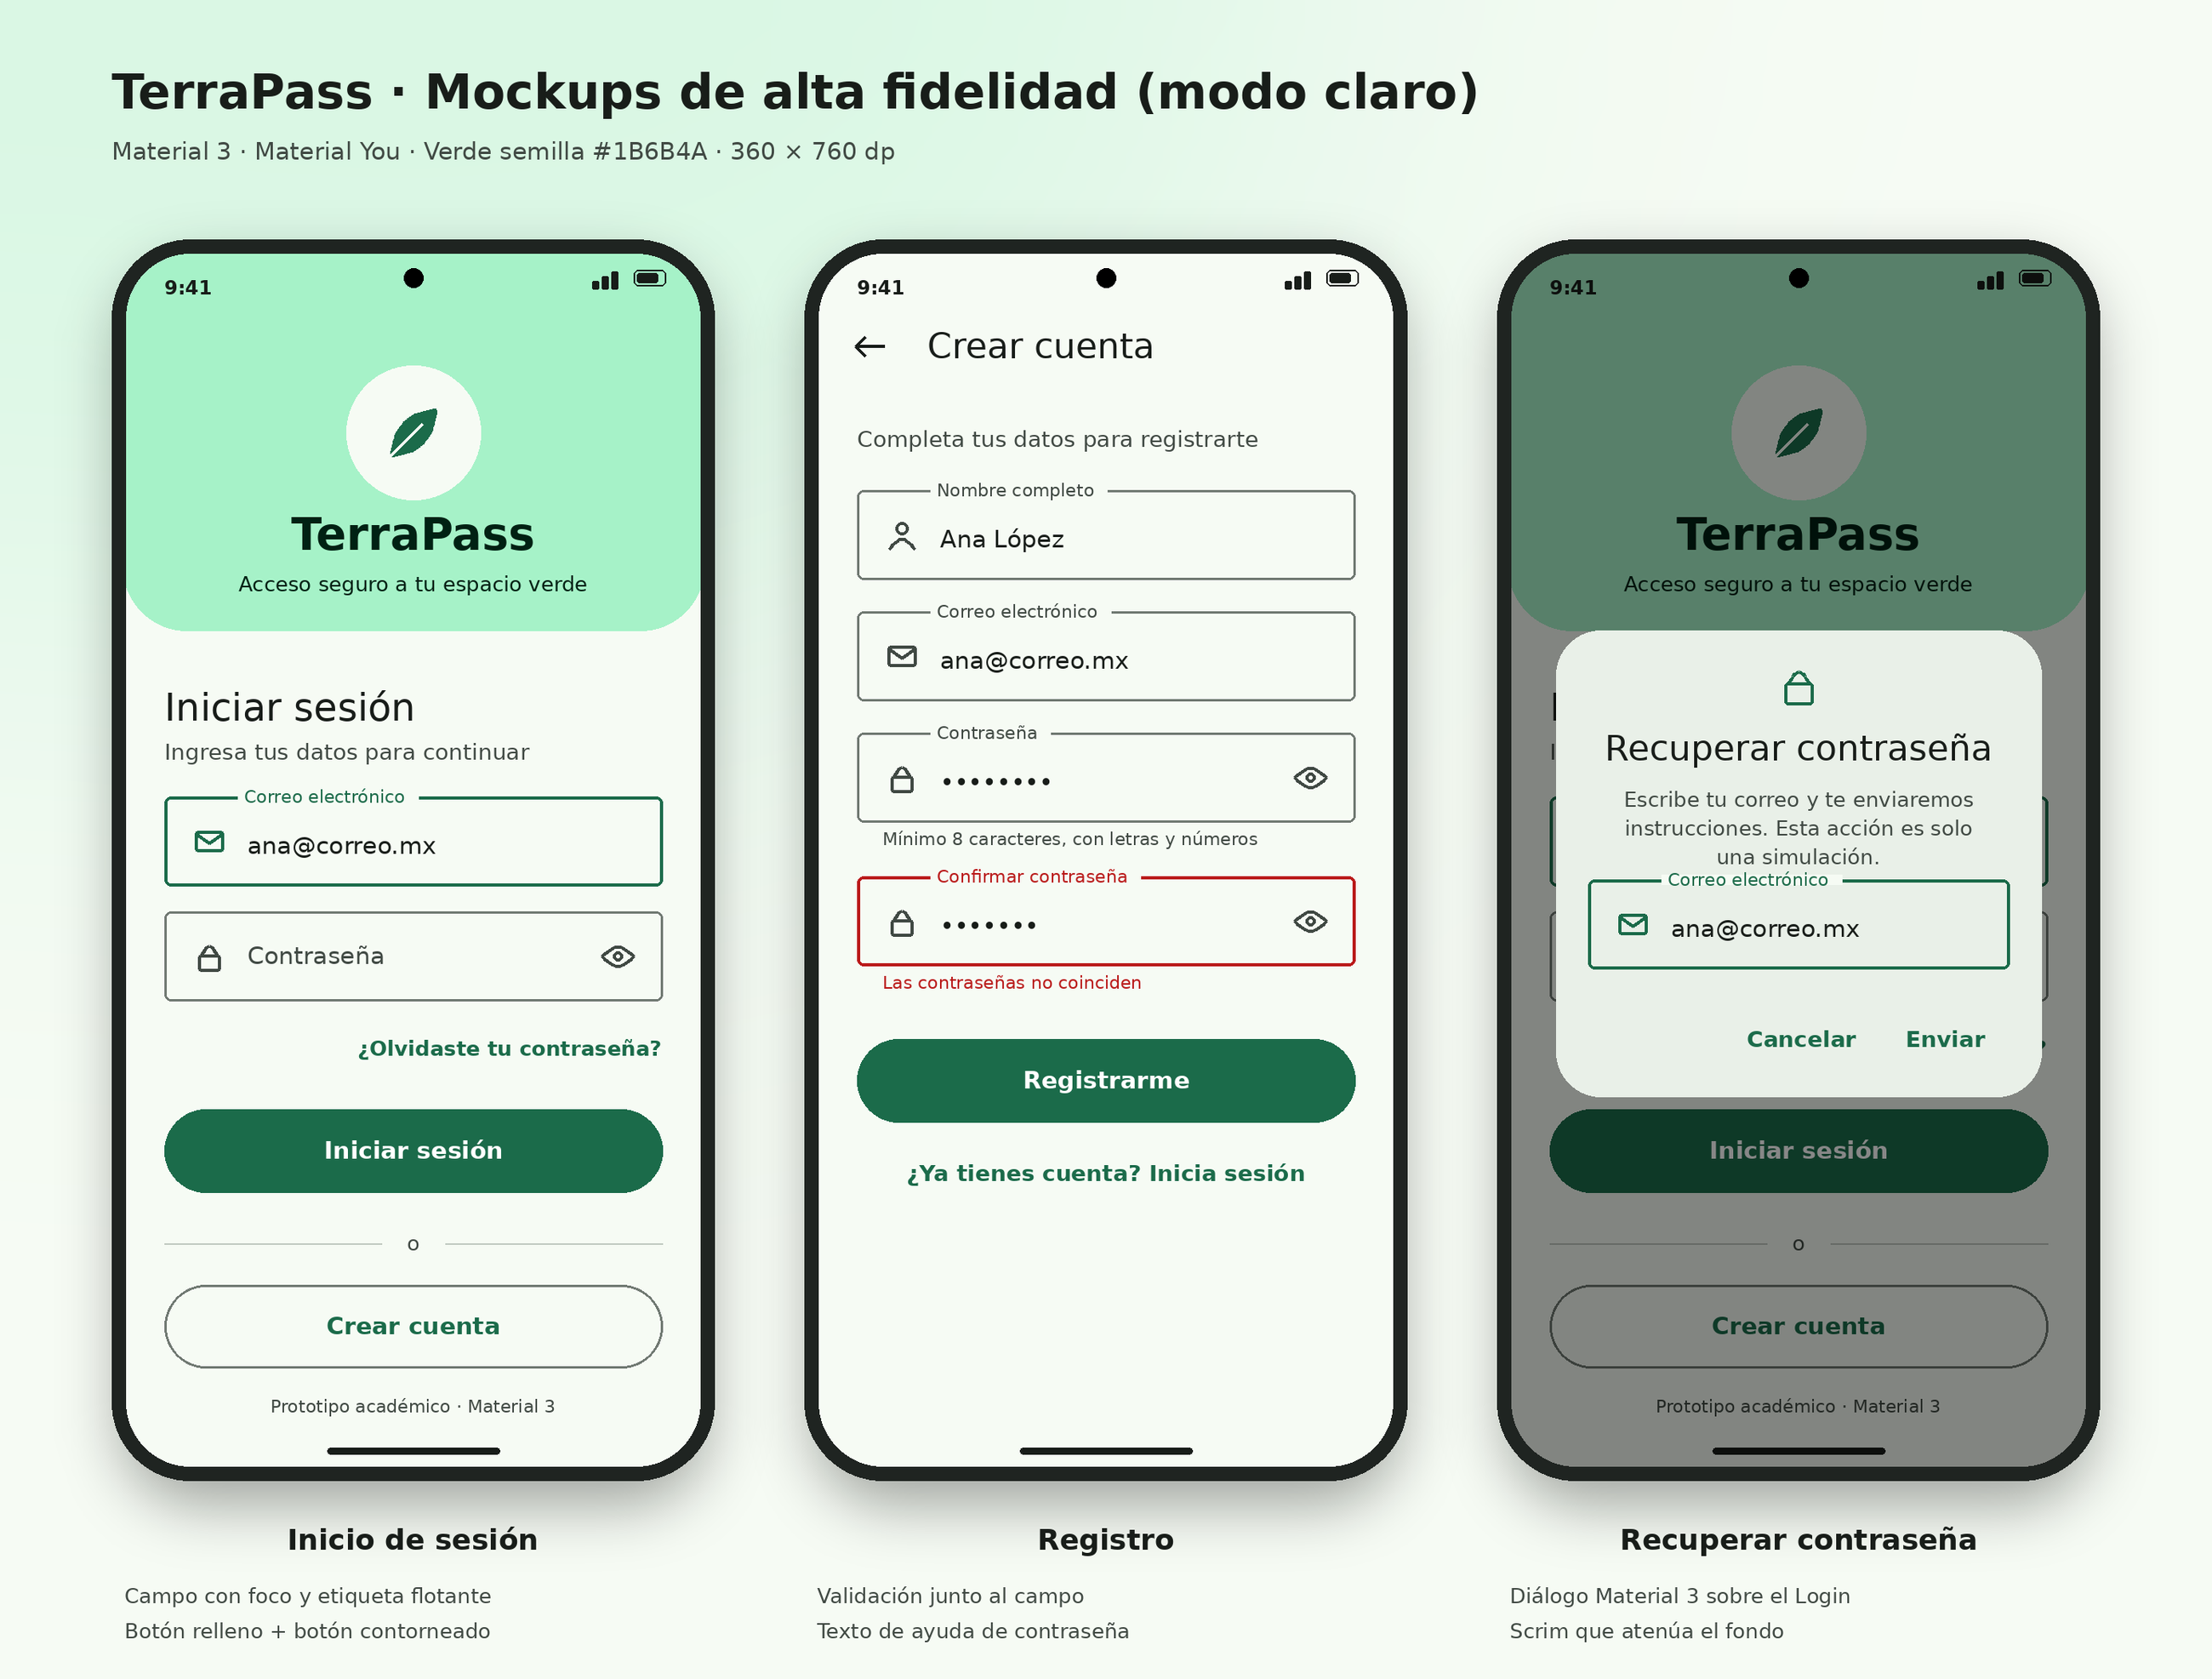 TerraPass · Mockups de alta fidelidad (modo claro)
Material 3 · Material You · Verde semilla #1B6B4A · 360 × 760 dp
9:41
TerraPass
Acceso seguro a tu espacio verde
Iniciar sesión
Ingresa tus datos para continuar
Correo electrónico
ana@correo.mx
Contraseña
¿Olvidaste tu contraseña?
Iniciar sesión
o
Crear cuenta
Prototipo académico · Material 3
Inicio de sesión
Campo con foco y etiqueta flotante
Botón relleno + botón contorneado
9:41
Crear cuenta
Completa tus datos para registrarte
Nombre completo
Ana López
Correo electrónico
ana@correo.mx
Contraseña
••••••••
Mínimo 8 caracteres, con letras y números
Confirmar contraseña
•••••••
Las contraseñas no coinciden
Registrarme
¿Ya tienes cuenta? Inicia sesión
Registro
Validación junto al campo
Texto de ayuda de contraseña
9:41
TerraPass
Acceso seguro a tu espacio verde
Recuperar contraseña
Escribe tu correo y te enviaremos
instrucciones. Esta acción es solo
una simulación.
Correo electrónico
ana@correo.mx
Cancelar Enviar
Iniciar sesión
o
Crear cuenta
Prototipo académico · Material 3
Recuperar contraseña
Diálogo Material 3 sobre el Login
Scrim que atenúa el fondo